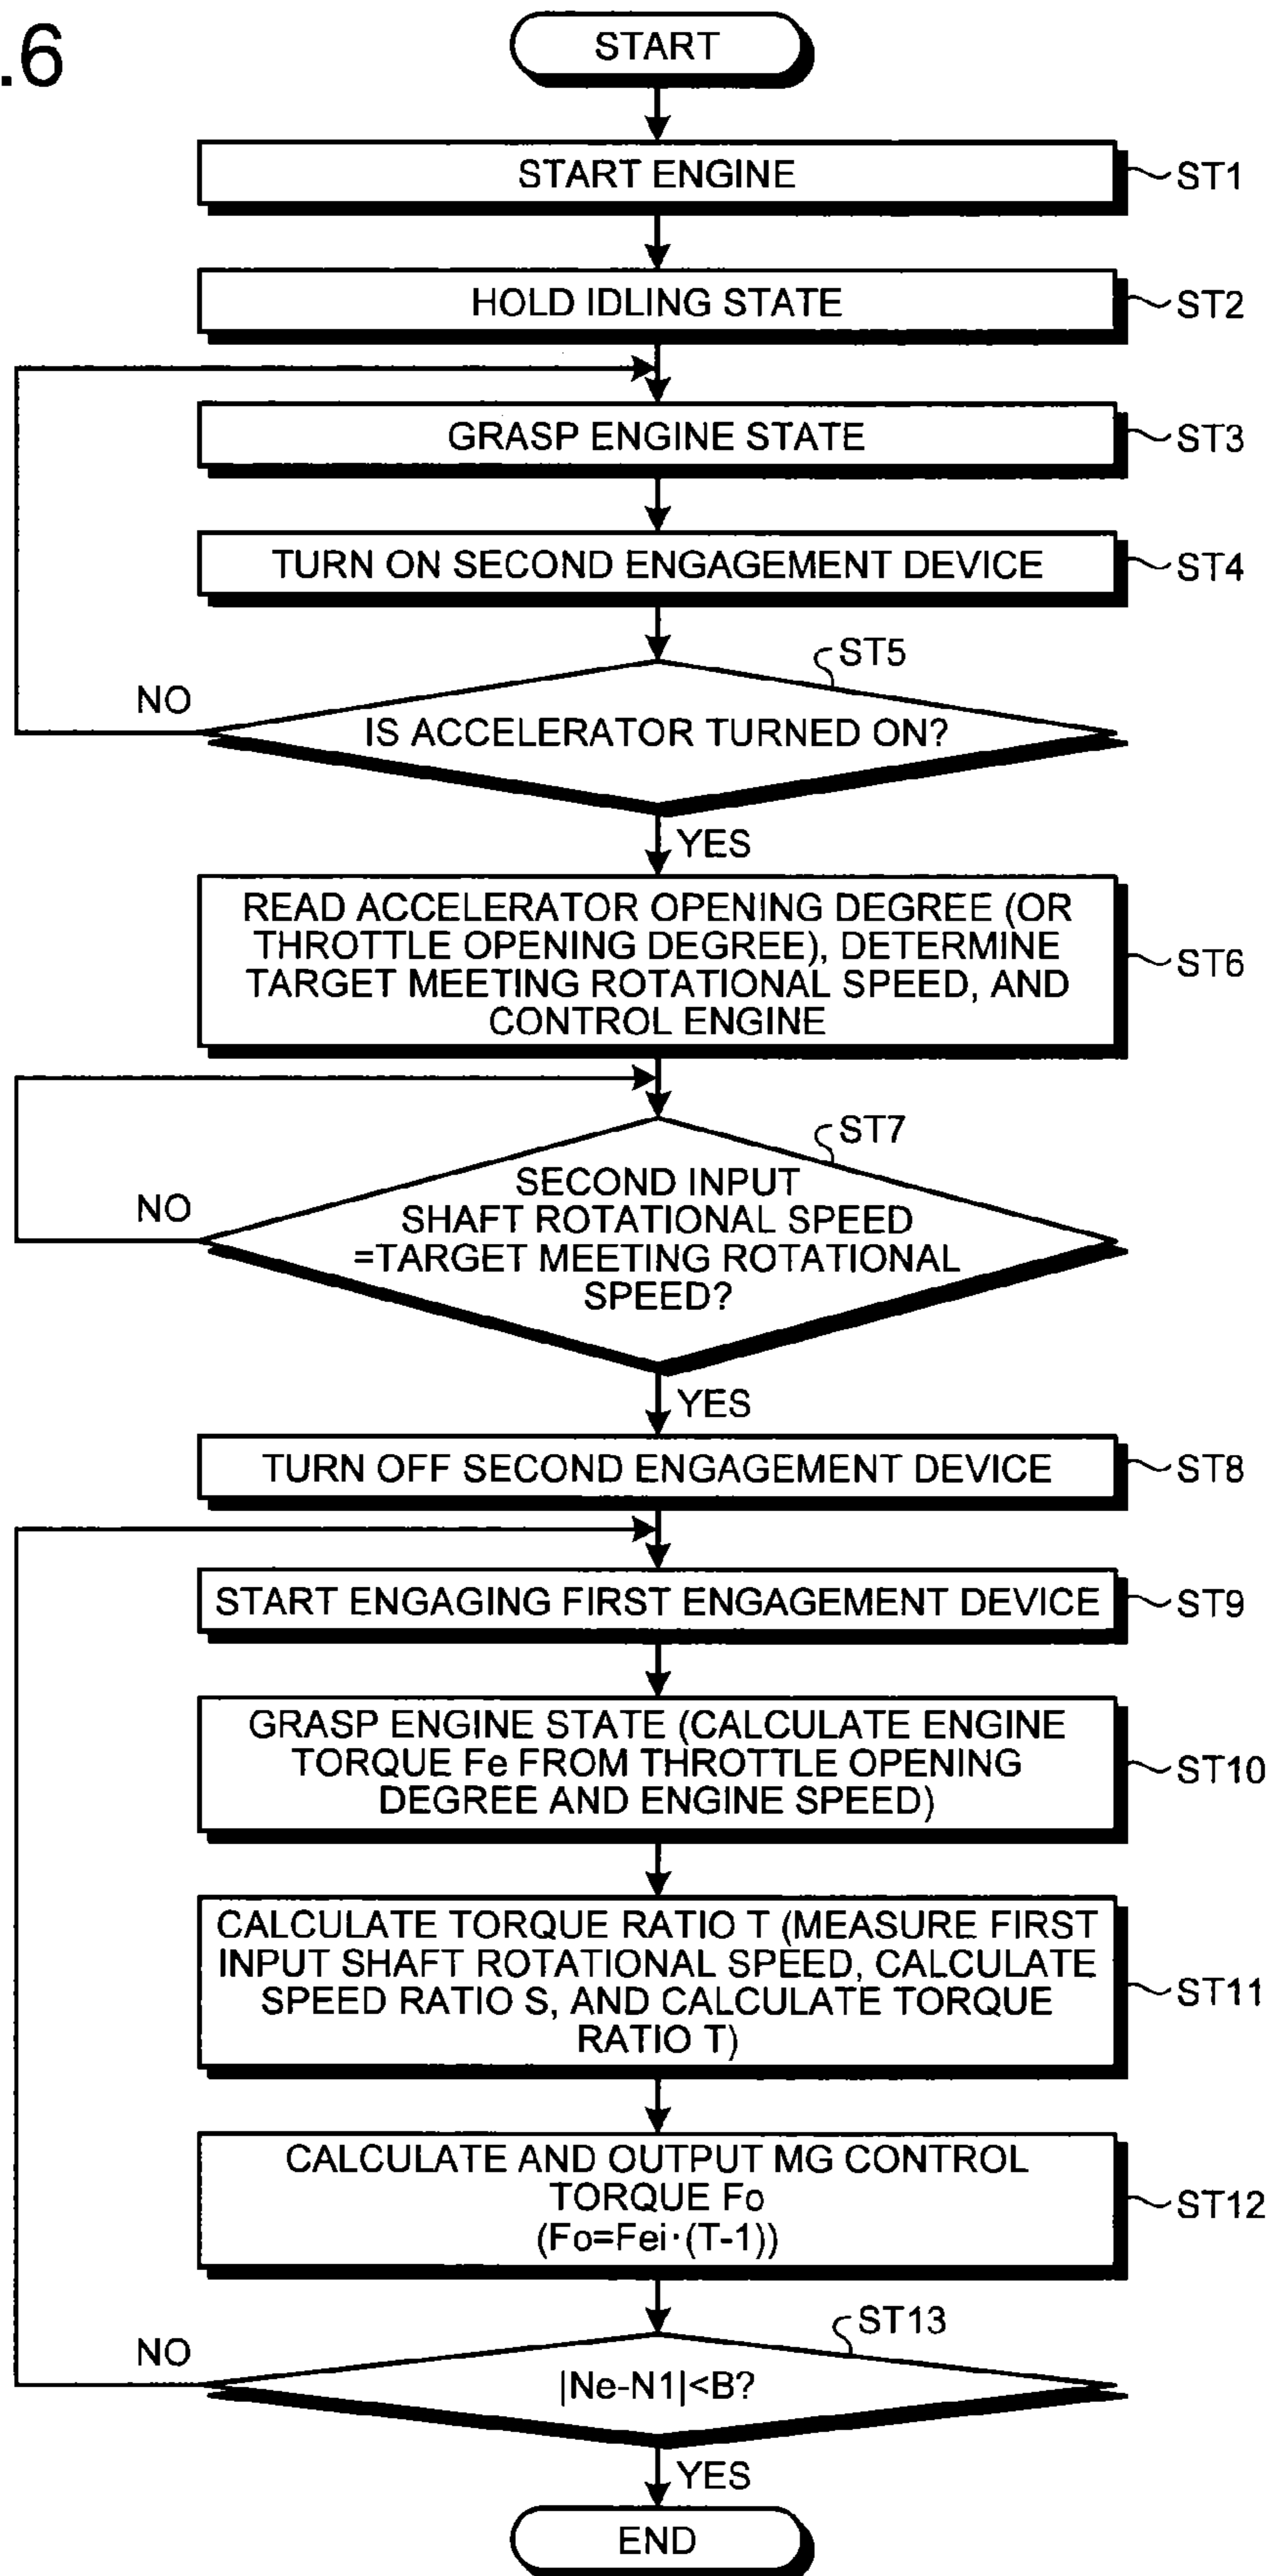 .6
START
START ENGINE
ST1
HOLD IDLING STATE
ST2
GRASP ENGINE STATE
ST3
TURN ON SECOND ENGAGEMENT DEVICE
ST4
ST5
NO
IS ACCELERATOR TURNED ON?
YES
READ ACCELERATOR OPENING DEGREE (OR
THROTTLE OPENING DEGREE), DETERMINE
TARGET MEETING ROTATIONAL SPEED, AND
CONTROL ENGINE
ST6
ST7
NO
SECOND INPUT
SHAFT ROTATIONAL SPEED
=TARGET MEETING ROTATIONAL
SPEED?
YES
TURN OFF SECOND ENGAGEMENT DEVICE
ST8
START ENGAGING FIRST ENGAGEMENT DEVICE
ST9
GRASP ENGINE STATE (CALCULATE ENGINE
TORQUE Fe FROM THROTTLE OPENING
DEGREE AND ENGINE SPEED)
ST10
CALCULATE TORQUE RATIO T (MEASURE FIRST
INPUT SHAFT ROTATIONAL SPEED, CALCULATE
SPEED RATIO S, AND CALCULATE TORQUE
RATIO T)
ST11
CALCULATE AND OUTPUT MG CONTROL
TORQUE Fo
(Fo=Fei·(T-1))
ST12
ST13
NO
|Ne-N1|<B?
YES
END